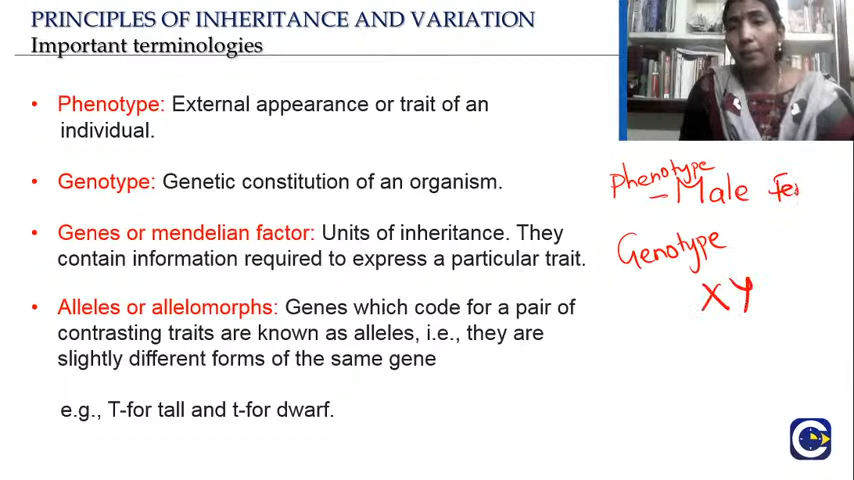 PRINCIPLES OF INHERITANCE AND VARIATION
Important terminologies
• Phenotype: External appearance or trait of an
individual.
• Genotype: Genetic constitution of an organism.
• Genes or mendelian factor: Units of inheritance. They
contain information required to express a particular trait.
• Alleles or allelomorphs: Genes which code for a pair of
contrasting traits are known as alleles, i.e., they are
slightly different forms of the same gene
e.g., T-for tall and t-for dwarf.
Phenotype
– Male Fe
Genotype
XY